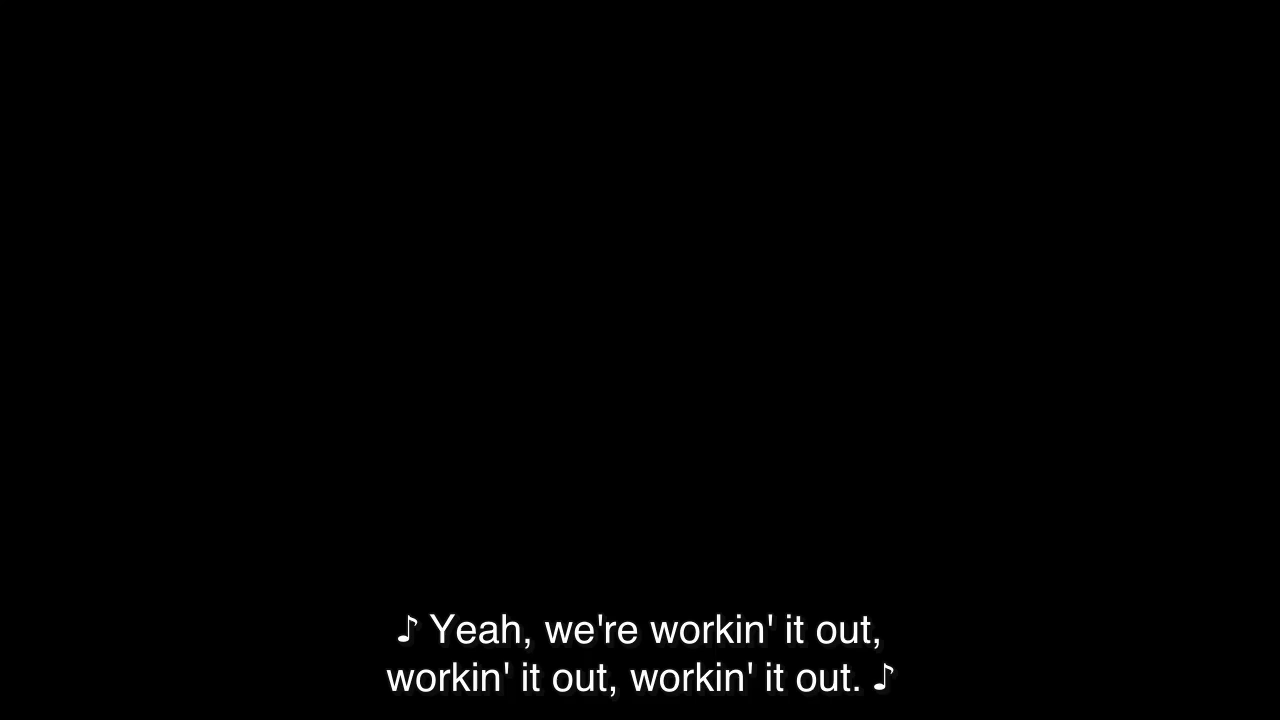 ♪ Yeah, we're workin' it out,
workin' it out, workin' it out. ♪